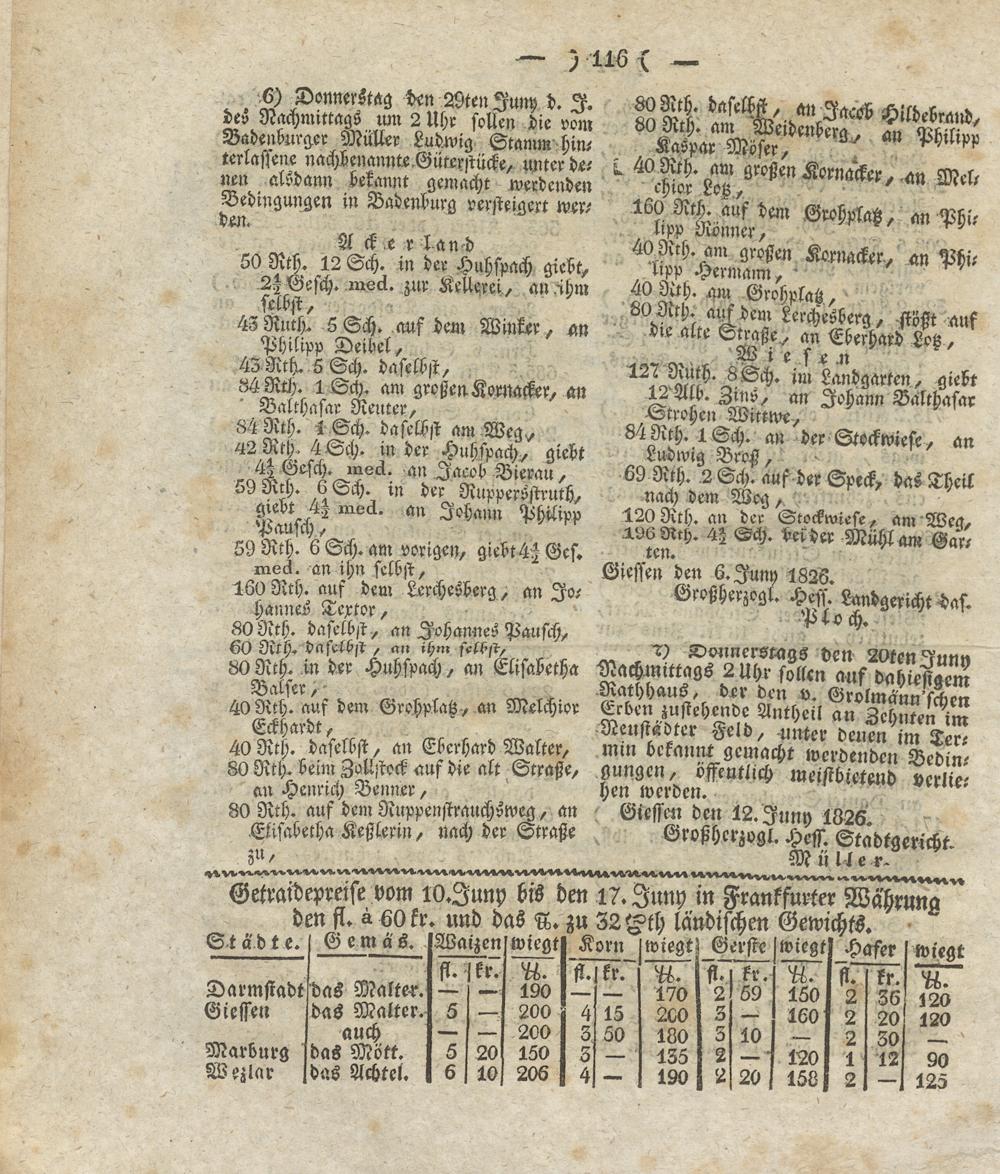 — ) 116 ( —
6) Donnerstag den 29ten Juny d. J.
des Nachmittags um 2 Uhr sollen die vom
Badenburger Müller Ludwig Stamm hin-
terlassene nachbenannte Güterstücke, unter de-
nen alsdann bekannt gemacht werdenden
Bedingungen in Badenburg versteigert wer-
den.
Ackerland
50 Rth. 12 Sch. in der Huhspach giebt,
2½ Gesch. med. zur Kellerei, an ihm
selbst,
43 Ruth. 5 Sch. auf dem Winker, an
Philipp Deibel,
43 Rth. 5 Sch. daselbst,
84 Rth. 1 Sch. am großen Kornacker, an
Balthasar Reuter,
84 Rth. 1 Sch. daselbst am Weg,
42 Rth. 4 Sch. in der Huhspach, giebt
4½ Gesch. med. an Jacob Bierau,
59 Rth. 6 Sch. in der Ruppersstruth,
giebt 4½ med. an Johann Philipp
Pausch,
59 Rth. 6 Sch. am vorigen, giebt 4½ Ges.
med. an ihn selbst,
160 Rth. auf dem Lerchesberg, an Jo-
hannes Textor,
80 Rth. daselbst, an Johannes Pausch,
60 Rth. daselbst, an ihm selbst,
80 Rth. in der Huhspach, an Elisabetha
Balser,
40 Rth. auf dem Grohplatz, an Melchior
Eckhardt,
40 Rth. daselbst, an Eberhard Walter,
80 Rth. beim Zollstock auf die alt Straße,
an Henrich Benner,
80 Rth. auf dem Ruppenstrauchsweg, an
Elisabetha Keßlerin, nach der Straße
zu,
80 Rth. daselbst, an Jacob Hildebrand,
80 Rth. am Weidenberg, an Philipp
Kaspar Möser,
40 Rth. am großen Kornacker, an Mel-
chior Lotz,
160 Rth. auf dem Grohplatz, an Phi-
lipp Rönner,
40 Rth. am großen Kornacker, an Phi-
lipp Hermann,
40 Rth. am Grohplatz,
80 Rth. auf dem Lerchesberg, stößt auf
die alte Straße, an Eberhard Lotz,
Wiesen
127 Ruth. 8 Sch. im Landgarten, giebt
12 Alb. Zins, an Johann Balthasar
Strohen Wittwe,
84 Rth. 1 Sch. an der Stockwiese, an
Ludwig Broß,
69 Rth. 2 Sch. auf der Speck, das Theil
nach dem Weg,
120 Rth. an der Stockwiese, am Weg,
196 Rth. 4½ Sch. bei der Mühl am Gar-
ten.
Giessen den 6. Juny 1826.
Großherzogl. Hess. Landgericht das.
Ploch.
7) Donnerstags den 20ten Juny
Nachmittags 2 Uhr sollen auf dahiesigem
Rathhaus, der den v. Grolmänn'schen
Erben zustehende Antheil an Zehnten im
Neustädter Feld, unter denen im Ter-
min bekannt gemacht werdenden Bedin-
gungen, öffentlich meistbietend verlie-
hen werden.
Giessen den 12. Juny 1826.
Großherzogl. Hess. Stadtgericht.
Müller.
Getraidepreise vom 10. Juny bis den 17. Juny in Frankfurter Währung
den fl. à 60 kr. und das ℔. zu 32 Loth ländischen Gewichts.
Städte. Gemäs. Waizen wiegt Korn wiegt Gerste wiegt Hafer wiegt
fl. kr. ℔. fl. kr. ℔. fl. kr. ℔. fl. kr. ℔.
Darmstadt das Malter. — — 190 — — 170 2 59 150 2 36 120
Giessen das Malter. 5 — 200 4 15 200 3 — 160 2 20 120
auch — — 200 3 50 180 3 10 — 2 30 —
Marburg das Mött. 5 20 150 3 — 135 2 — 120 1 12 90
Wezlar das Achtel. 6 10 206 4 — 190 2 20 158 2 — 125